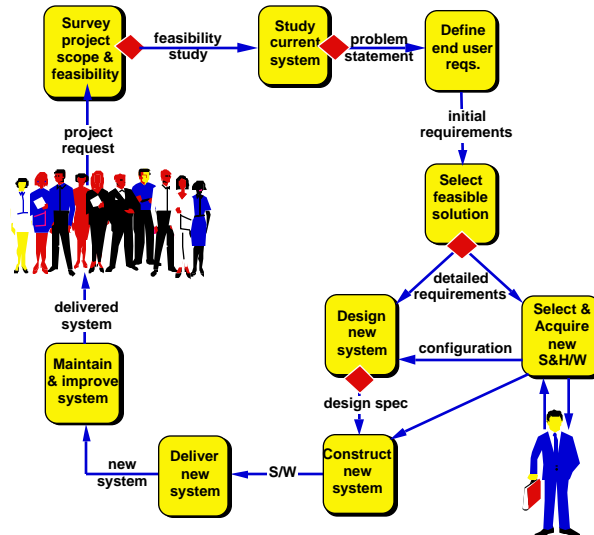 Survey
project
scope &
feasibility
feasibility
study
Study
current
system
problem
statement
Define
end user
reqs.
initial
requirements
project
request
Select
feasible
solution
detailed
requirements
Design
new
system
configuration
Select &
Acquire
new
S&H/W
delivered
system
Maintain
& improve
system
design spec
Construct
new
system
S/W
Deliver
new
system
new
system